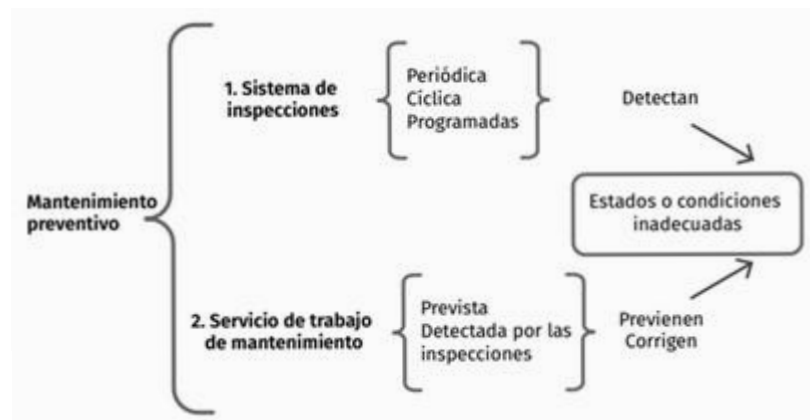 Mantenimiento
preventivo
1. Sistema de
inspecciones
Periódica
Cíclica
Programadas
Detectan
Estados o condiciones
inadecuadas
2. Servicio de trabajo
de mantenimiento
Prevista
Detectada por las
inspecciones
Previenen
Corrigen